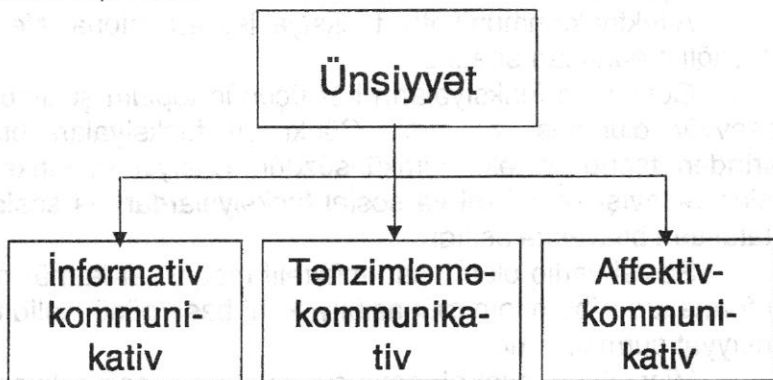 Ünsiyyət
İnformativ
kommuni-
kativ
Tənzimləmə-
kommunika-
tiv
Affektiv-
kommuni-
kativ